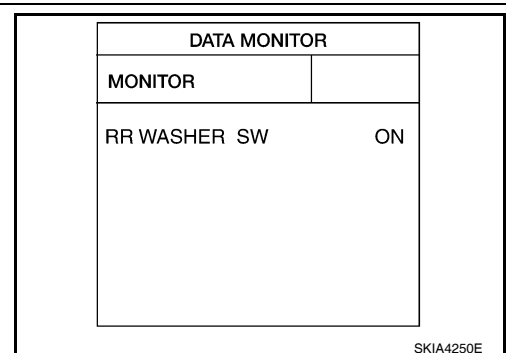 DATA MONITOR
MONITOR
RR WASHER SW ON
SKIA4250E